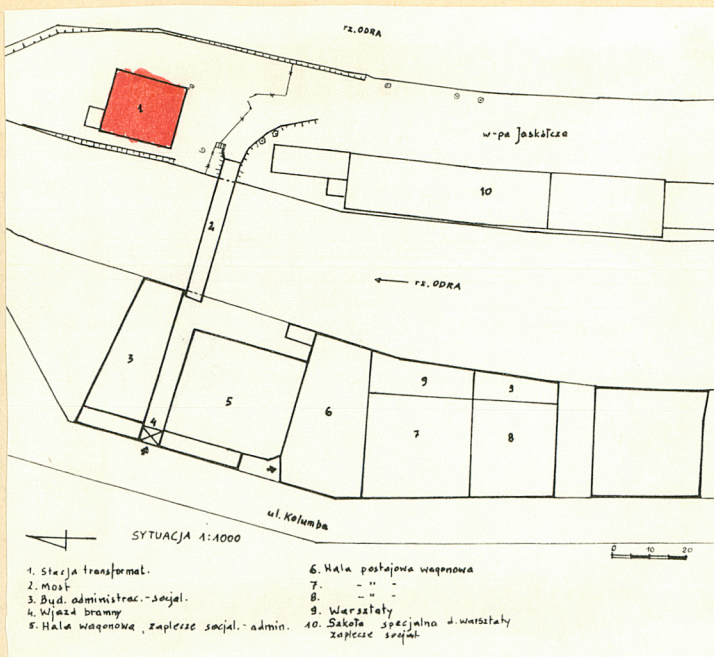 rz. ODRA
1
w-pa Jaskółcza
10
2
rz. ODRA
3
5
6
9
9
4
7
8
ul. Kolumba
SYTUACJA 1:1000
0 10 20
1. Stacja transformat.
2. Most
3. Bud. administrac.-socjal.
4. Wjazd bramny
5. Hala wagonowa, zaplecze socjal.-admin.
6. Hala postojowa wagonowa
7. - " -
8. - " -
9. Warsztaty
10. Szkoła specjalna d. warsztaty
zaplecze socjal